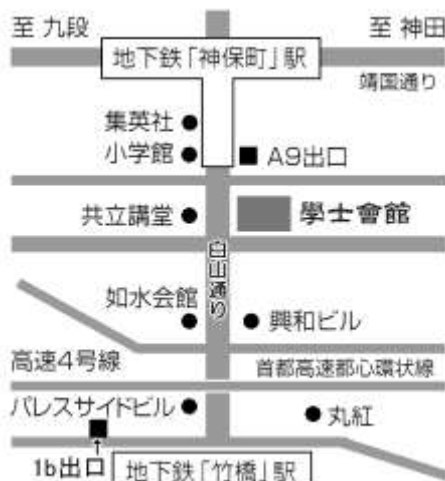 至 九段
至 神田
地下鉄「神保町」駅
靖国通り
集英社
小学館
A9出口
共立講堂
學士會館
白山通り
如水会館
興和ビル
高速4号線
首都高速都心環状線
パレスサイドビル
丸紅
1b出口
地下鉄「竹橋」駅